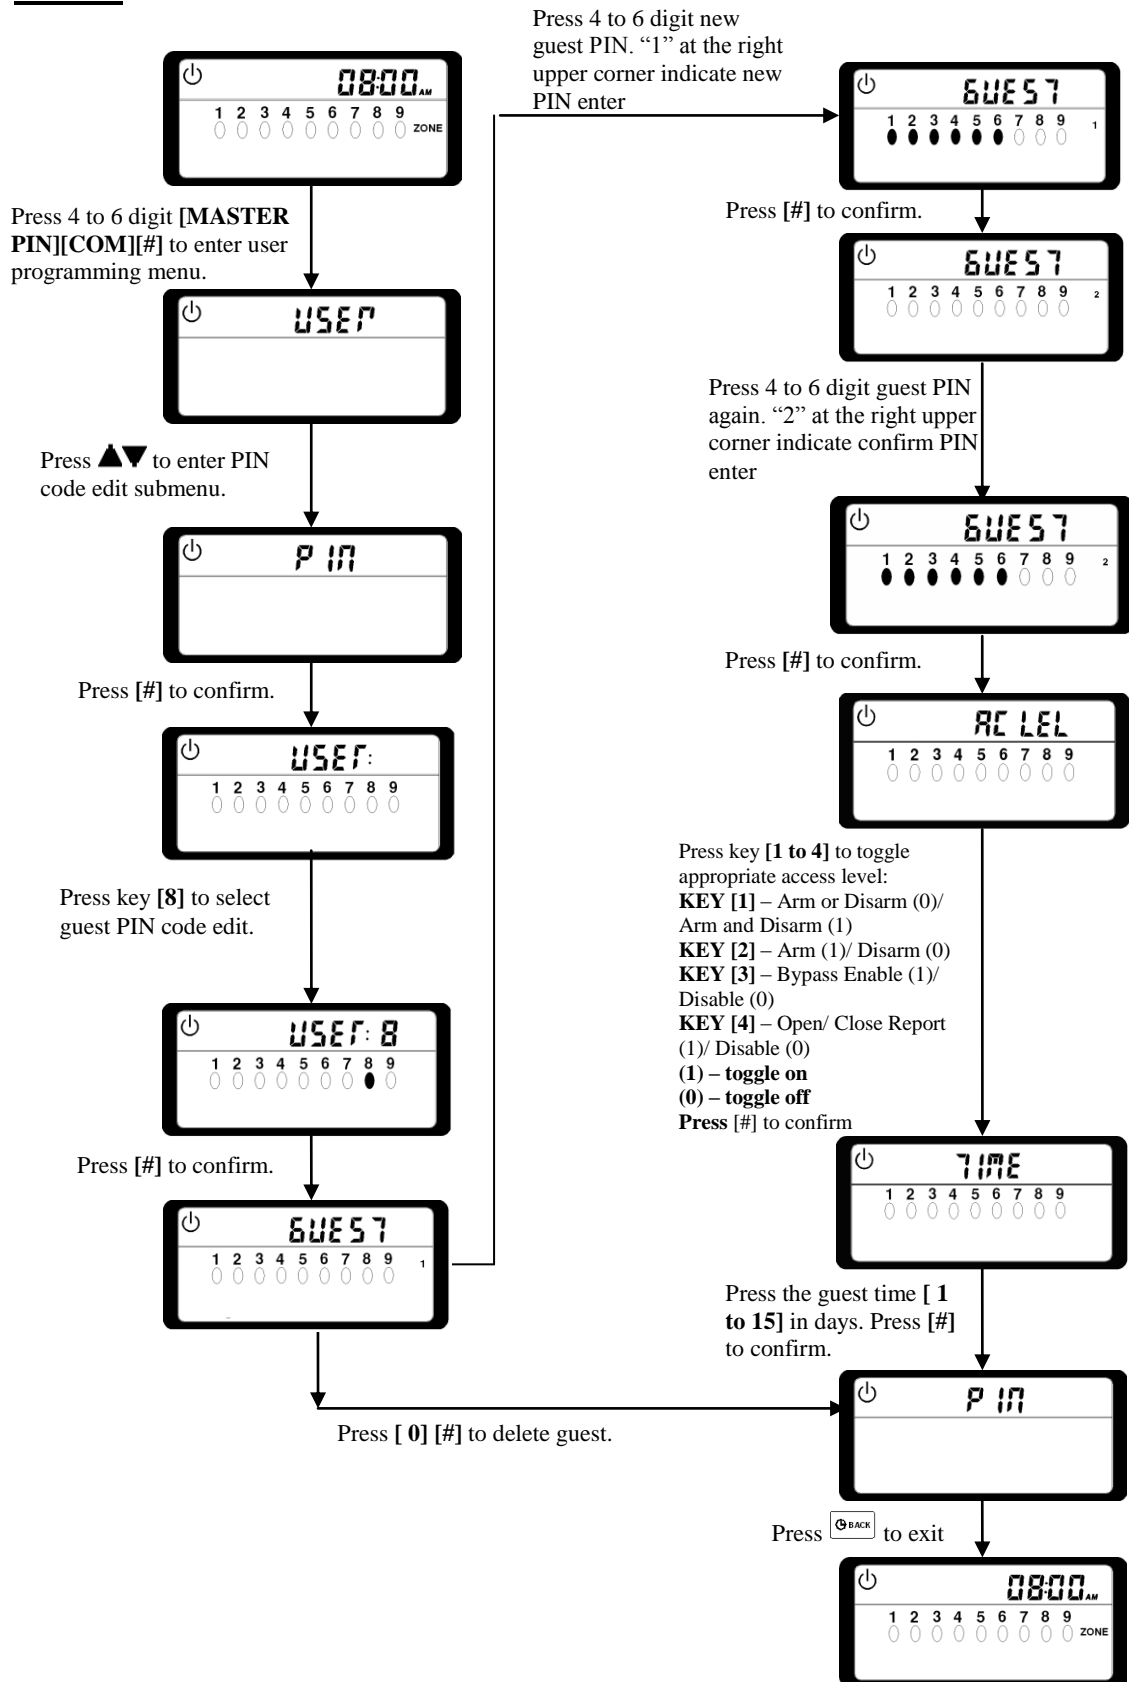 08:00 AM
1 2 3 4 5 6 7 8 9 ZONE
Press 4 to 6 digit [MASTER
PIN][COM][#] to enter user
programming menu.
USER
Press ▲▼ to enter PIN
code edit submenu.
PIN
Press [#] to confirm.
USER:
1 2 3 4 5 6 7 8 9
Press key [8] to select
guest PIN code edit.
USER: 8
1 2 3 4 5 6 7 8 9
Press [#] to confirm.
GUEST
1 2 3 4 5 6 7 8 9 1
Press [ 0] [#] to delete guest.
Press 4 to 6 digit new
guest PIN. “1” at the right
upper corner indicate new
PIN enter
GUEST
1 2 3 4 5 6 7 8 9 1
Press [#] to confirm.
GUEST
1 2 3 4 5 6 7 8 9 2
Press 4 to 6 digit guest PIN
again. “2” at the right upper
corner indicate confirm PIN
enter
GUEST
1 2 3 4 5 6 7 8 9 2
Press [#] to confirm.
AC LEL
1 2 3 4 5 6 7 8 9
Press key [1 to 4] to toggle
appropriate access level:
KEY [1] – Arm or Disarm (0)/
Arm and Disarm (1)
KEY [2] – Arm (1)/ Disarm (0)
KEY [3] – Bypass Enable (1)/
Disable (0)
KEY [4] – Open/ Close Report
(1)/ Disable (0)
(1) – toggle on
(0) – toggle off
Press [#] to confirm
TIME
1 2 3 4 5 6 7 8 9
Press the guest time [ 1
to 15] in days. Press [#]
to confirm.
PIN
Press BACK to exit
08:00 AM
1 2 3 4 5 6 7 8 9 ZONE